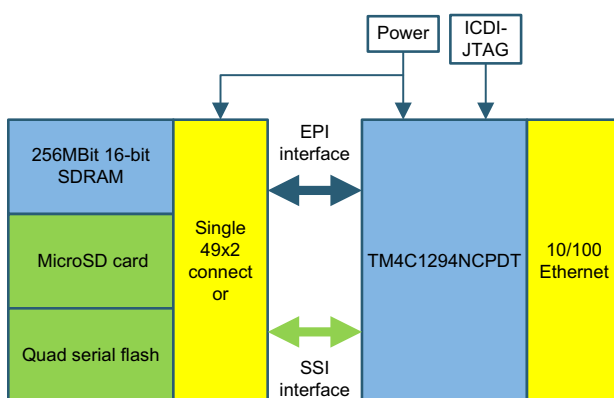 Power
ICDI-
JTAG
256MBit 16-bit
SDRAM
MicroSD card
Quad serial flash
Single
49x2
connect
or
EPI
interface
SSI
interface
TM4C1294NCPDT
10/100
Ethernet